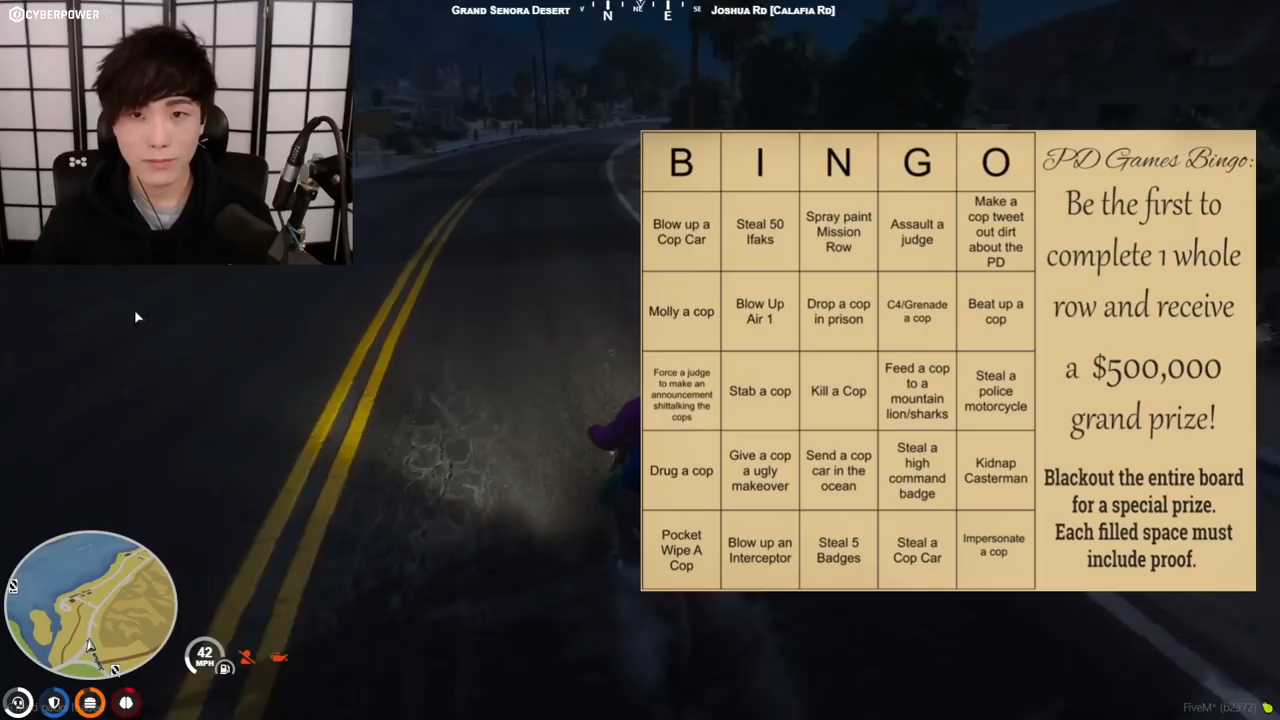 CYBERPOWER
GRAND SENORA DESERT
N
NE
E
SE
JOSHUA RD [CALAFIA RD]
B I N G O
Blow up a
Cop Car
Steal 50
Ifaks
Spray paint
Mission
Row
Assault a
judge
Make a
cop tweet
out dirt
about the
PD
Molly a cop
Blow Up
Air 1
Drop a cop
in prison
C4/Grenade
a cop
Beat up a
cop
Force a judge
to make an
announcement
shittalking the
cops
Stab a cop
Kill a Cop
Feed a cop
to a
mountain
lion/sharks
Steal a
police
motorcycle
Drug a cop
Give a cop
a ugly
makeover
Send a cop
car in the
ocean
Steal a
high
command
badge
Kidnap
Casterman
Pocket
Wipe A
Cop
Blow up an
Interceptor
Steal 5
Badges
Steal a
Cop Car
Impersonate
a cop
PD Games Bingo:
Be the first to
complete 1 whole
row and receive
a $500,000
grand prize!
Blackout the entire board
for a special prize.
Each filled space must
include proof.
42
MPH
FiveM* (b2372)